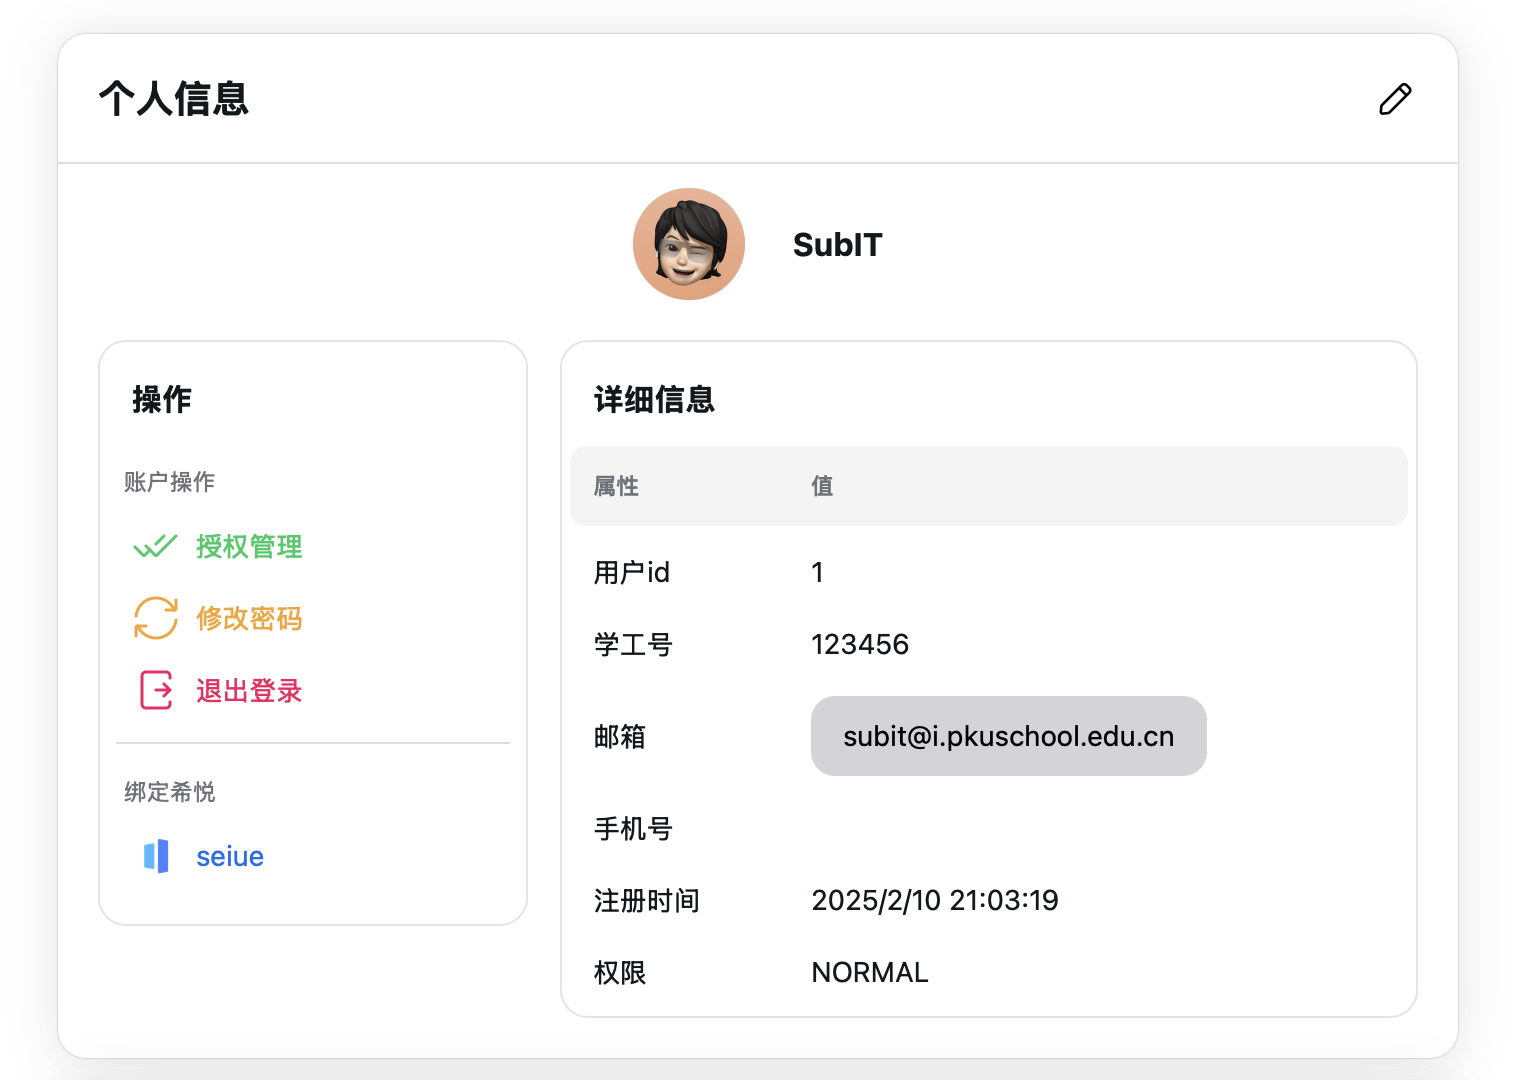 个人信息
SubIT
操作
账户操作
授权管理
修改密码
退出登录
绑定希悦
seiue
详细信息
属性 值
用户id 1
学工号 123456
邮箱 subit@i.pkuschool.edu.cn
手机号
注册时间 2025/2/10 21:03:19
权限 NORMAL